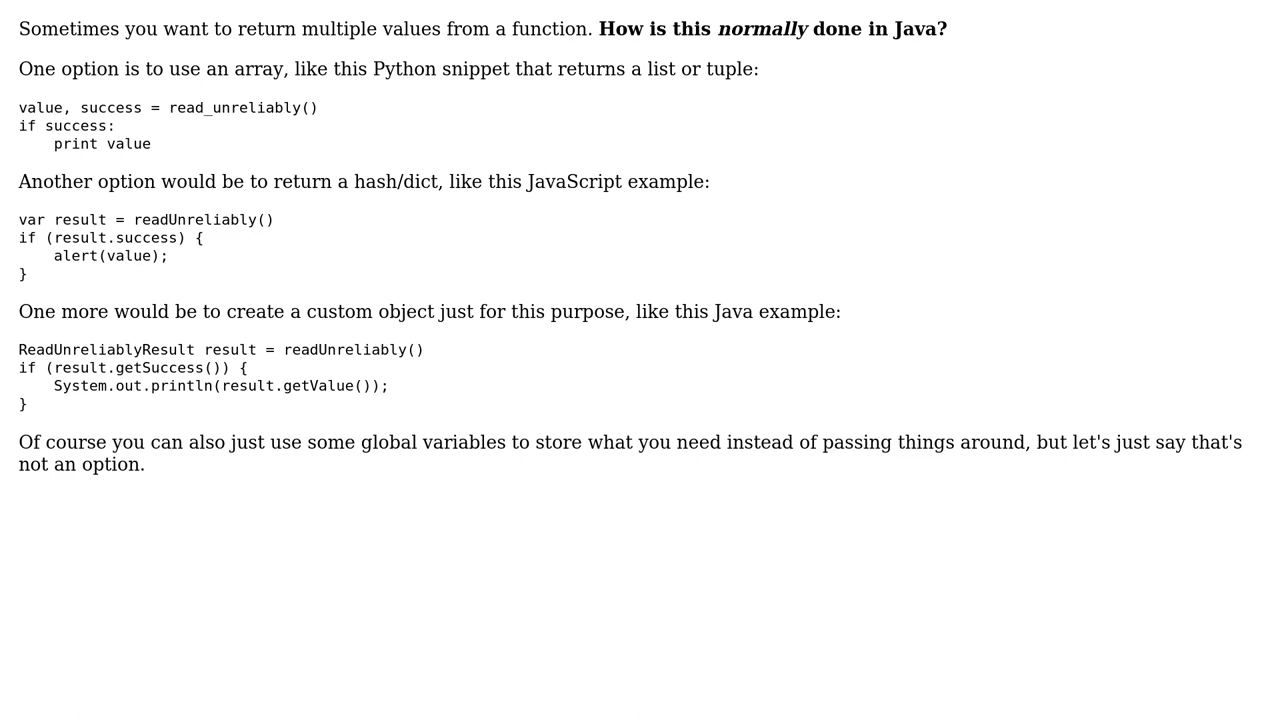 Sometimes you want to return multiple values from a function. How is this normally done in Java?
One option is to use an array, like this Python snippet that returns a list or tuple:
value, success = read_unreliably()
if success:
    print value
Another option would be to return a hash/dict, like this JavaScript example:
var result = readUnreliably()
if (result.success) {
    alert(value);
}
One more would be to create a custom object just for this purpose, like this Java example:
ReadUnreliablyResult result = readUnreliably()
if (result.getSuccess()) {
    System.out.println(result.getValue());
}
Of course you can also just use some global variables to store what you need instead of passing things around, but let's just say that's
not an option.